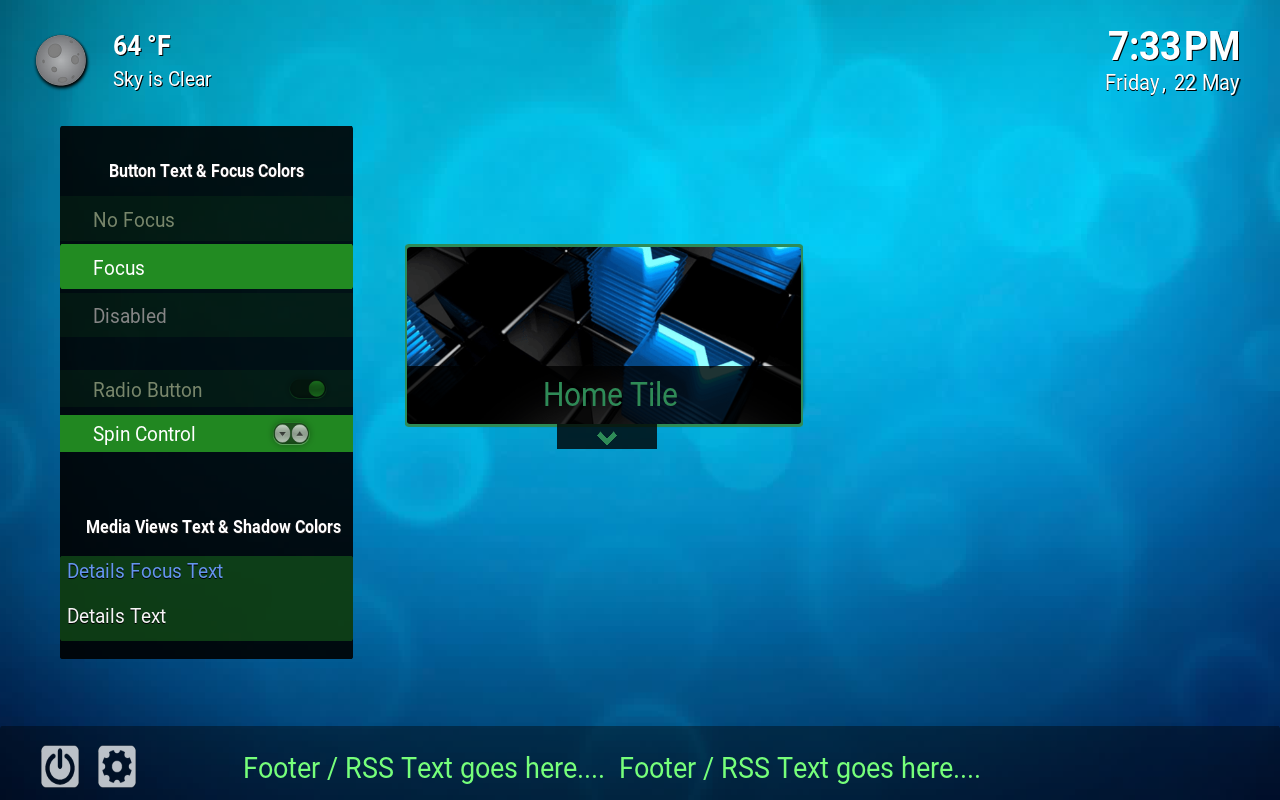 64 °F
Sky is Clear
7:33 PM
Friday, 22 May
Button Text & Focus Colors
No Focus
Focus
Disabled
Radio Button
Spin Control
Media Views Text & Shadow Colors
Details Focus Text
Details Text
Home Tile
Footer / RSS Text goes here.... Footer / RSS Text goes here....